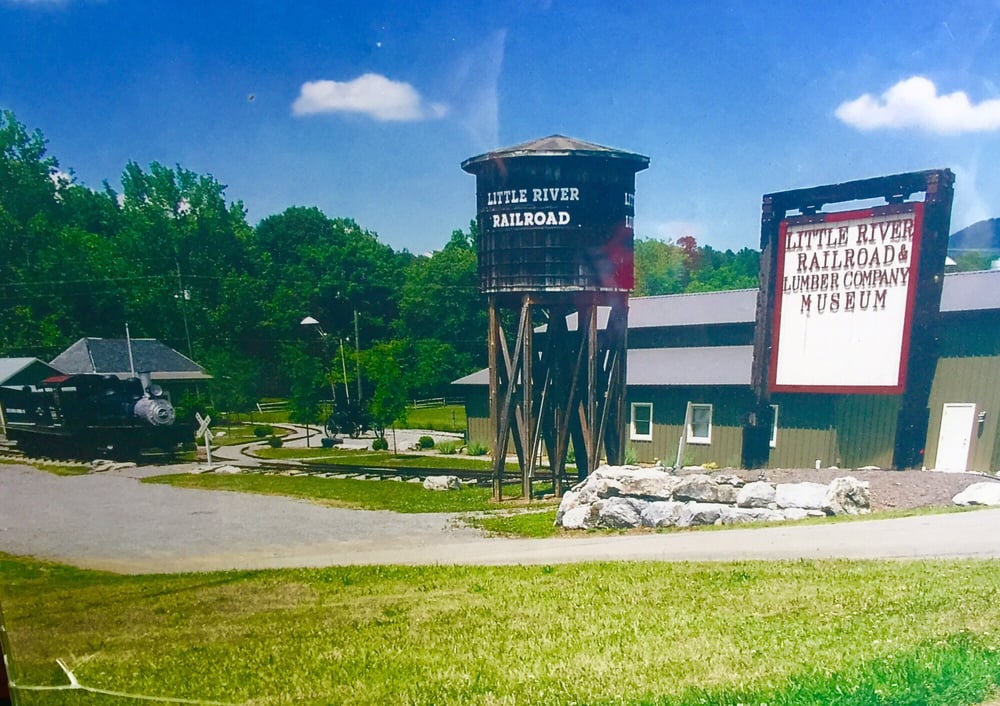 LITTLE RIVER
RAILROAD
LITTLE RIVER
RAILROAD &
LUMBER COMPANY
MUSEUM